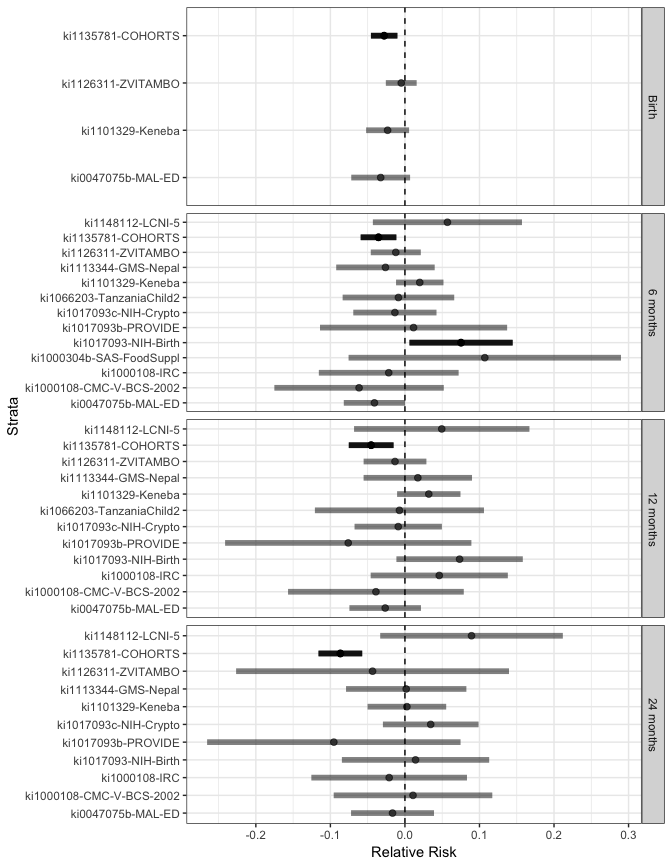 ki1135781-COHORTS
ki1126311-ZVITAMBO
ki1101329-Keneba
ki0047075b-MAL-ED
Birth
ki1148112-LCNI-5
ki1135781-COHORTS
ki1126311-ZVITAMBO
ki1113344-GMS-Nepal
ki1101329-Keneba
ki1066203-TanzaniaChild2
ki1017093c-NIH-Crypto
ki1017093b-PROVIDE
ki1017093-NIH-Birth
ki1000304b-SAS-FoodSuppl
ki1000108-IRC
ki1000108-CMC-V-BCS-2002
ki0047075b-MAL-ED
6 months
Strata
ki1148112-LCNI-5
ki1135781-COHORTS
ki1126311-ZVITAMBO
ki1113344-GMS-Nepal
ki1101329-Keneba
ki1066203-TanzaniaChild2
ki1017093c-NIH-Crypto
ki1017093b-PROVIDE
ki1017093-NIH-Birth
ki1000108-IRC
ki1000108-CMC-V-BCS-2002
ki0047075b-MAL-ED
12 months
ki1148112-LCNI-5
ki1135781-COHORTS
ki1126311-ZVITAMBO
ki1113344-GMS-Nepal
ki1101329-Keneba
ki1017093c-NIH-Crypto
ki1017093b-PROVIDE
ki1017093-NIH-Birth
ki1000108-IRC
ki1000108-CMC-V-BCS-2002
ki0047075b-MAL-ED
24 months
-0.2 -0.1 0.0 0.1 0.2 0.3
Relative Risk